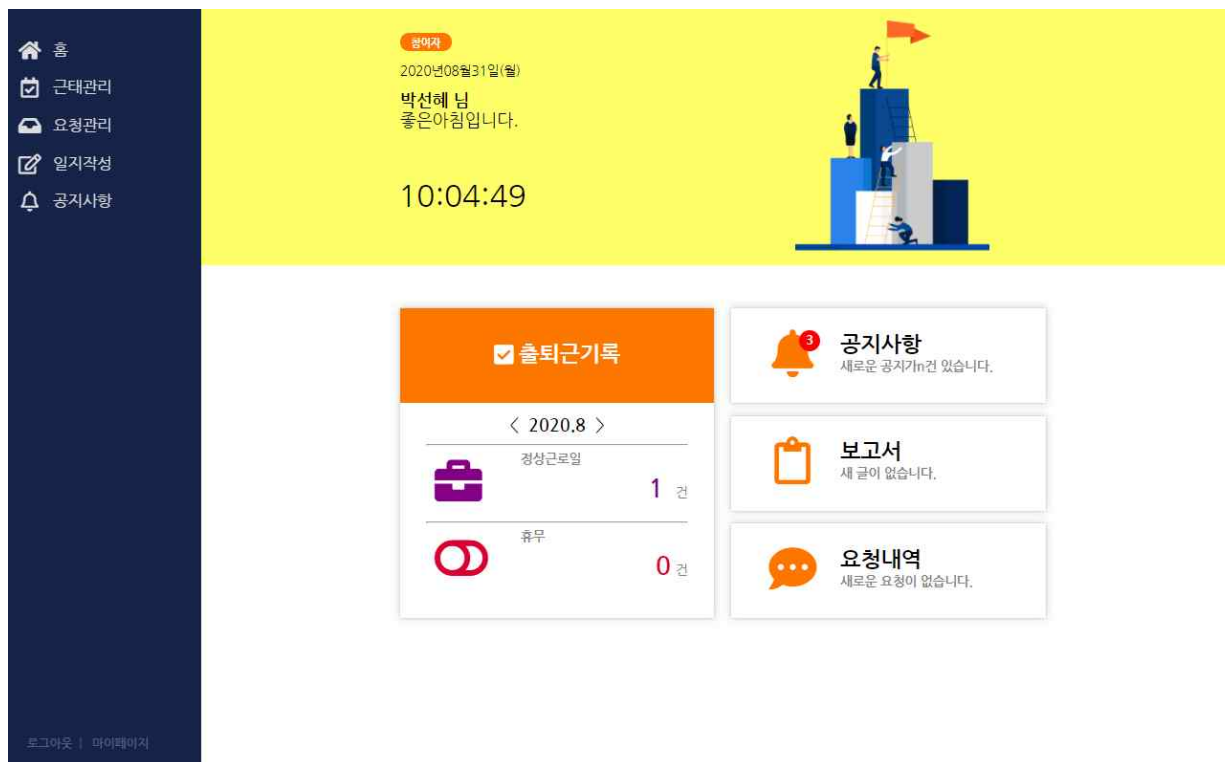 홈
근태관리
요청관리
일지작성
공지사항
로그아웃 | 마이페이지
참여자
2020년08월31일(월)
박선혜 님
좋은아침입니다.
10:04:49
출퇴근기록
< 2020.8 >
정상근로일
1 건
휴무
0 건
3
공지사항
새로운 공지가n건 있습니다.
보고서
새 글이 없습니다.
요청내역
새로운 요청이 없습니다.